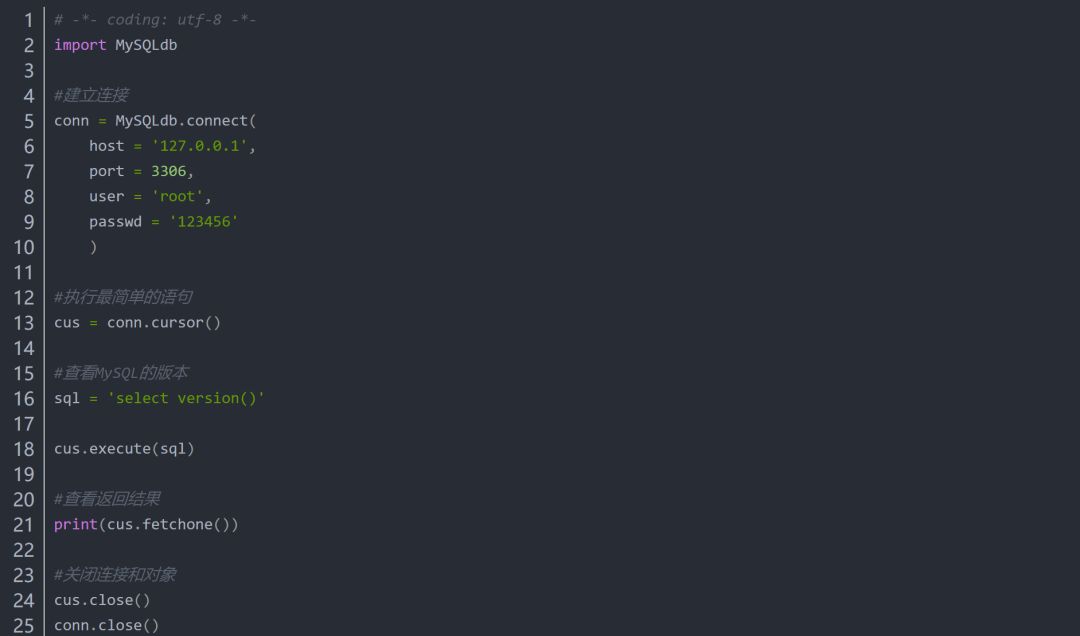 1 # -*- coding: utf-8 -*-
2 import MySQLdb
3
4 #建立连接
5 conn = MySQLdb.connect(
6     host = '127.0.0.1',
7     port = 3306,
8     user = 'root',
9     passwd = '123456'
10     )
11
12 #执行最简单的语句
13 cus = conn.cursor()
14
15 #查看MySQL的版本
16 sql = 'select version()'
17
18 cus.execute(sql)
19
20 #查看返回结果
21 print(cus.fetchone())
22
23 #关闭连接和对象
24 cus.close()
25 conn.close()